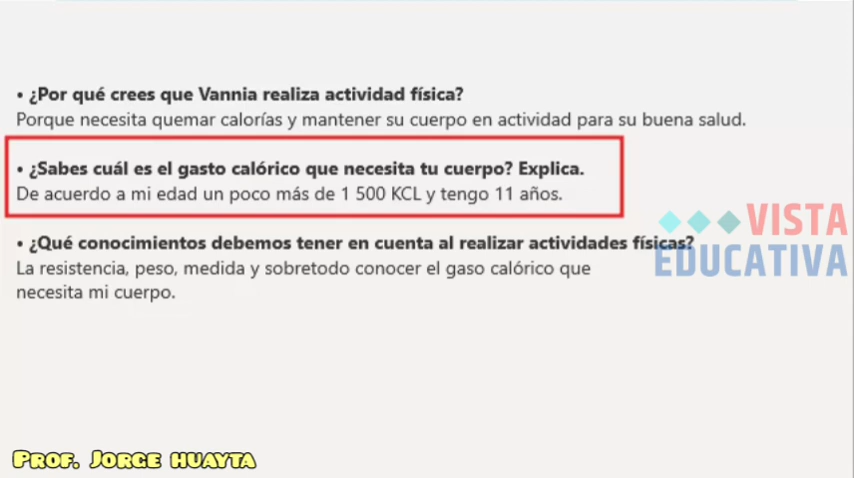 • ¿Por qué crees que Vannia realiza actividad física?
Porque necesita quemar calorías y mantener su cuerpo en actividad para su buena salud.
• ¿Sabes cuál es el gasto calórico que necesita tu cuerpo? Explica.
De acuerdo a mi edad un poco más de 1 500 KCL y tengo 11 años.
• ¿Qué conocimientos debemos tener en cuenta al realizar actividades físicas?
La resistencia, peso, medida y sobretodo conocer el gaso calórico que
necesita mi cuerpo.
VISTA
EDUCATIVA
Prof. Jorge huayta